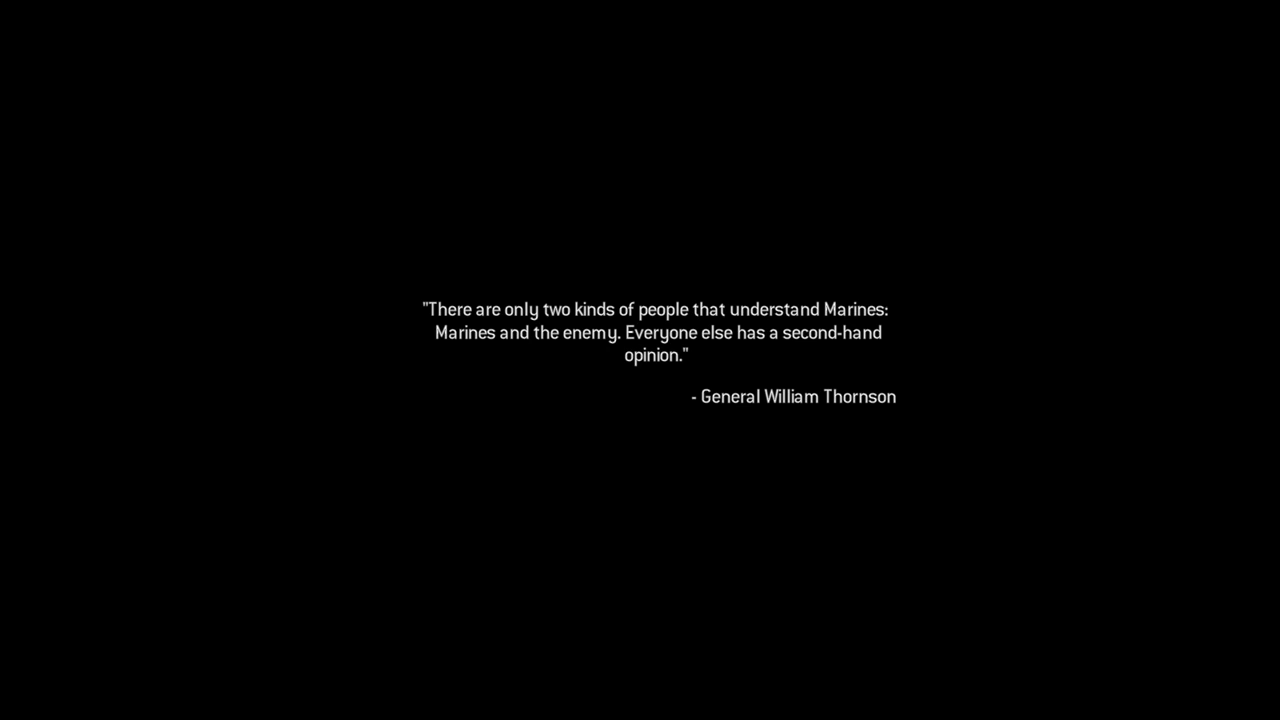 "There are only two kinds of people that understand Marines:
Marines and the enemy. Everyone else has a second-hand
opinion."
- General William Thornson